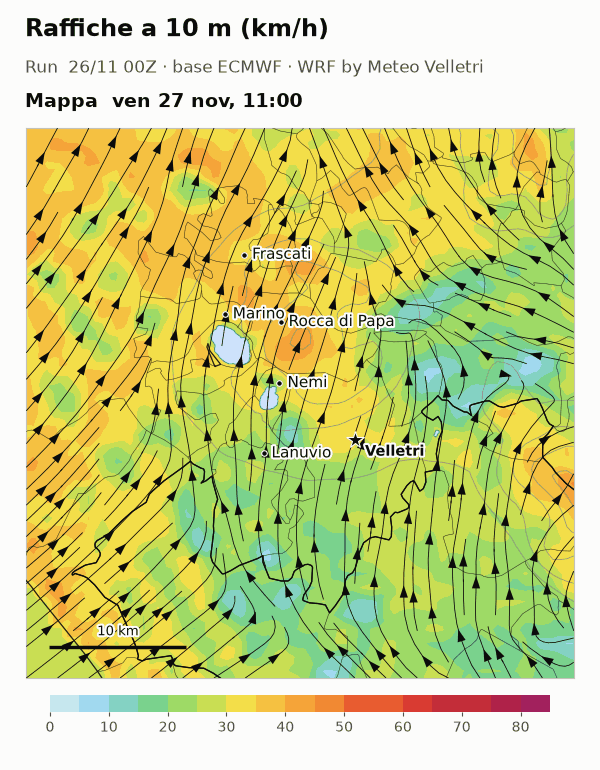 Raffiche a 10 m (km/h)
Run  26/11 00Z · base ECMWF · WRF by Meteo Velletri
Mappa  ven 27 nov, 11:00
Frascati
Marino
Rocca di Papa
Nemi
Velletri
Lanuvio
10 km
0 10 20 30 40 50 60 70 80